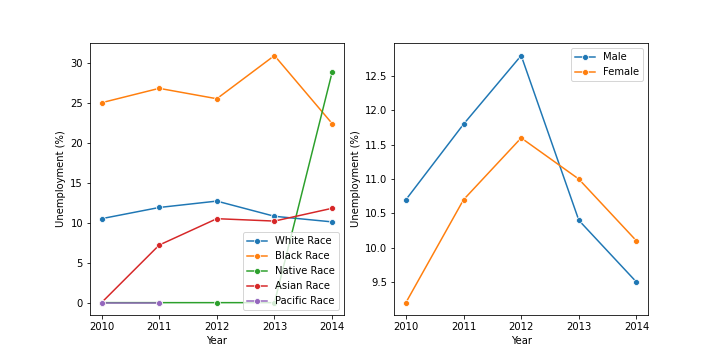 Unemployment (%)
30
25
20
15
10
5
0
2010 2011 2012 2013 2014
Year
White Race
Black Race
Native Race
Asian Race
Pacific Race
Unemployment (%)
12.5
12.0
11.5
11.0
10.5
10.0
9.5
2010 2011 2012 2013 2014
Year
Male
Female